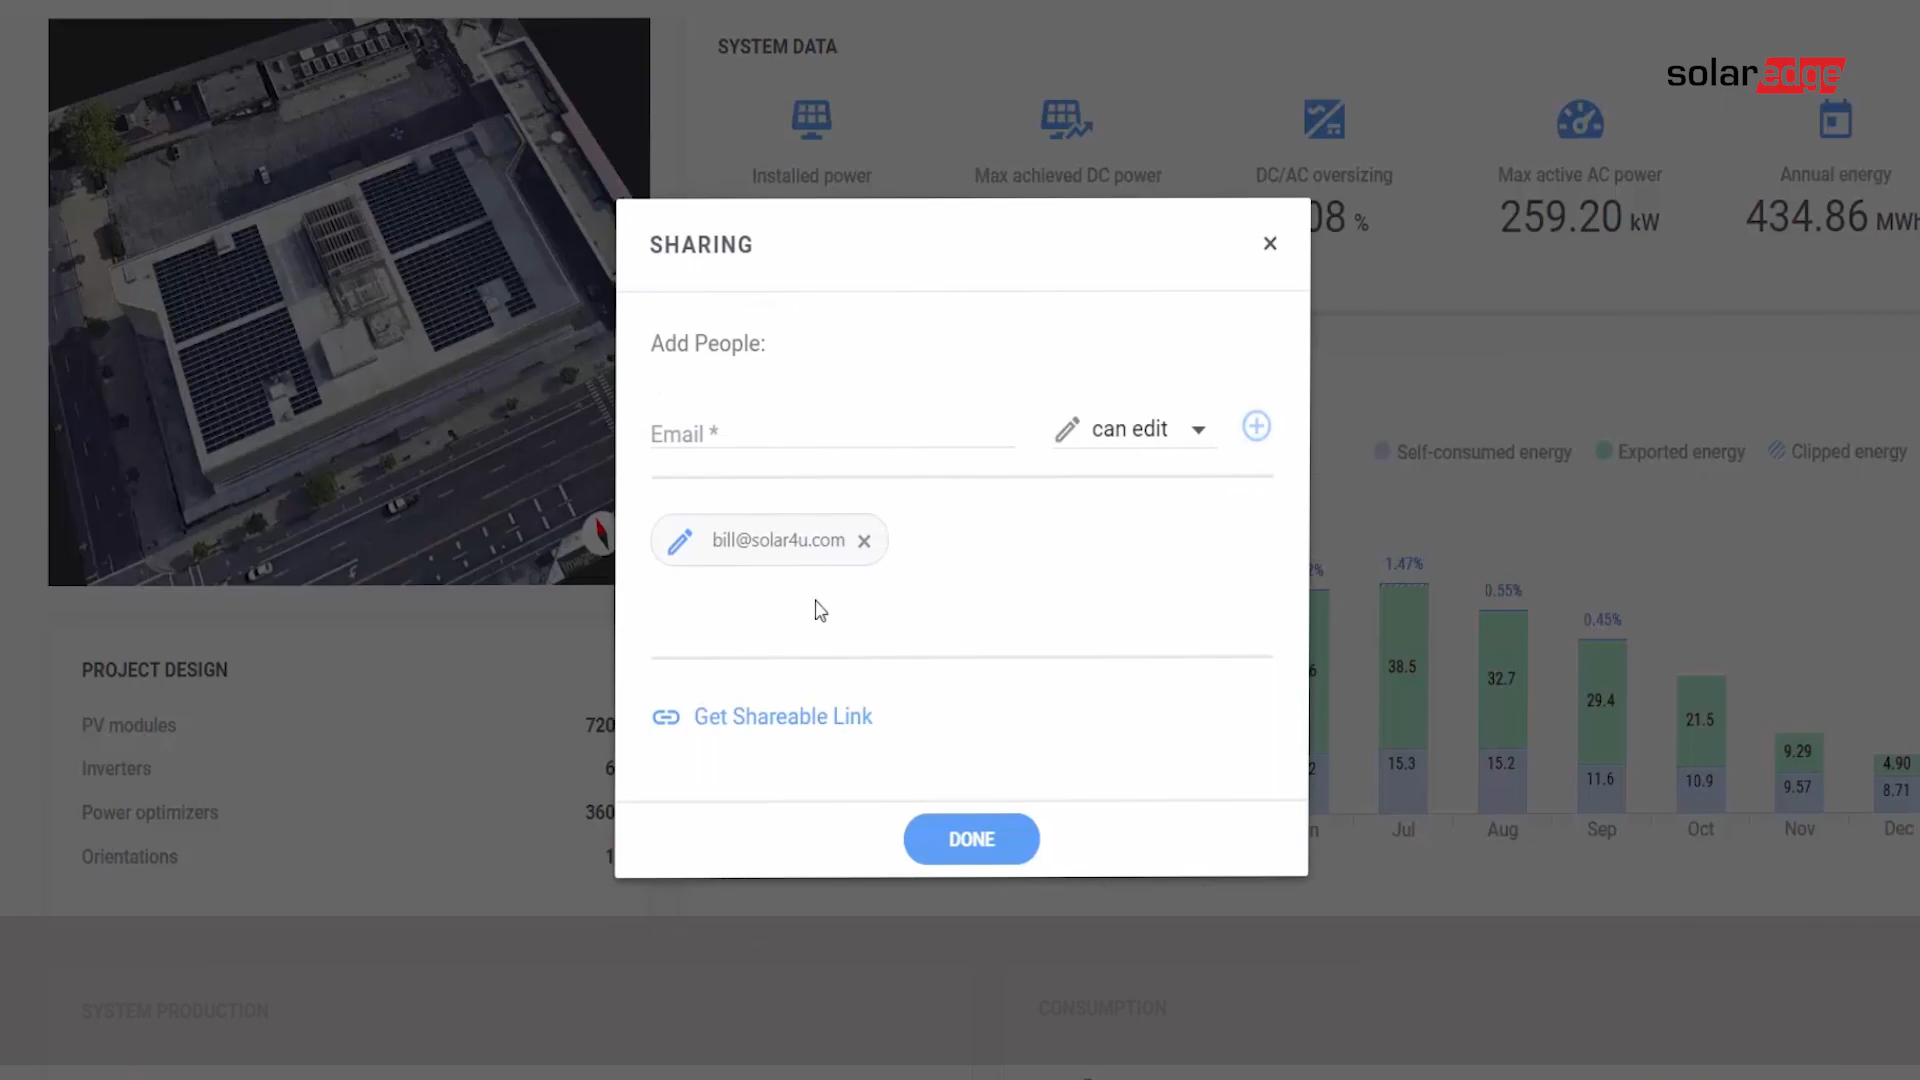 SYSTEM DATA
solaredge
Installed power
Max achieved DC power
DC/AC oversizing
08 %
Max active AC power
259.20 kW
Annual energy
434.86 MWh
SHARING
Add People:
Email *
can edit
bill@solar4u.com
Get Shareable Link
DONE
Self-consumed energy
Exported energy
Clipped energy
1.47%
0.55%
0.45%
38.5
32.7
29.4
21.5
9.29
4.90
15.3
15.2
11.6
10.9
9.57
8.71
Jul
Aug
Sep
Oct
Nov
Dec
PROJECT DESIGN
PV modules 720
Inverters 6
Power optimizers 360
Orientations 1
SYSTEM PRODUCTION
CONSUMPTION